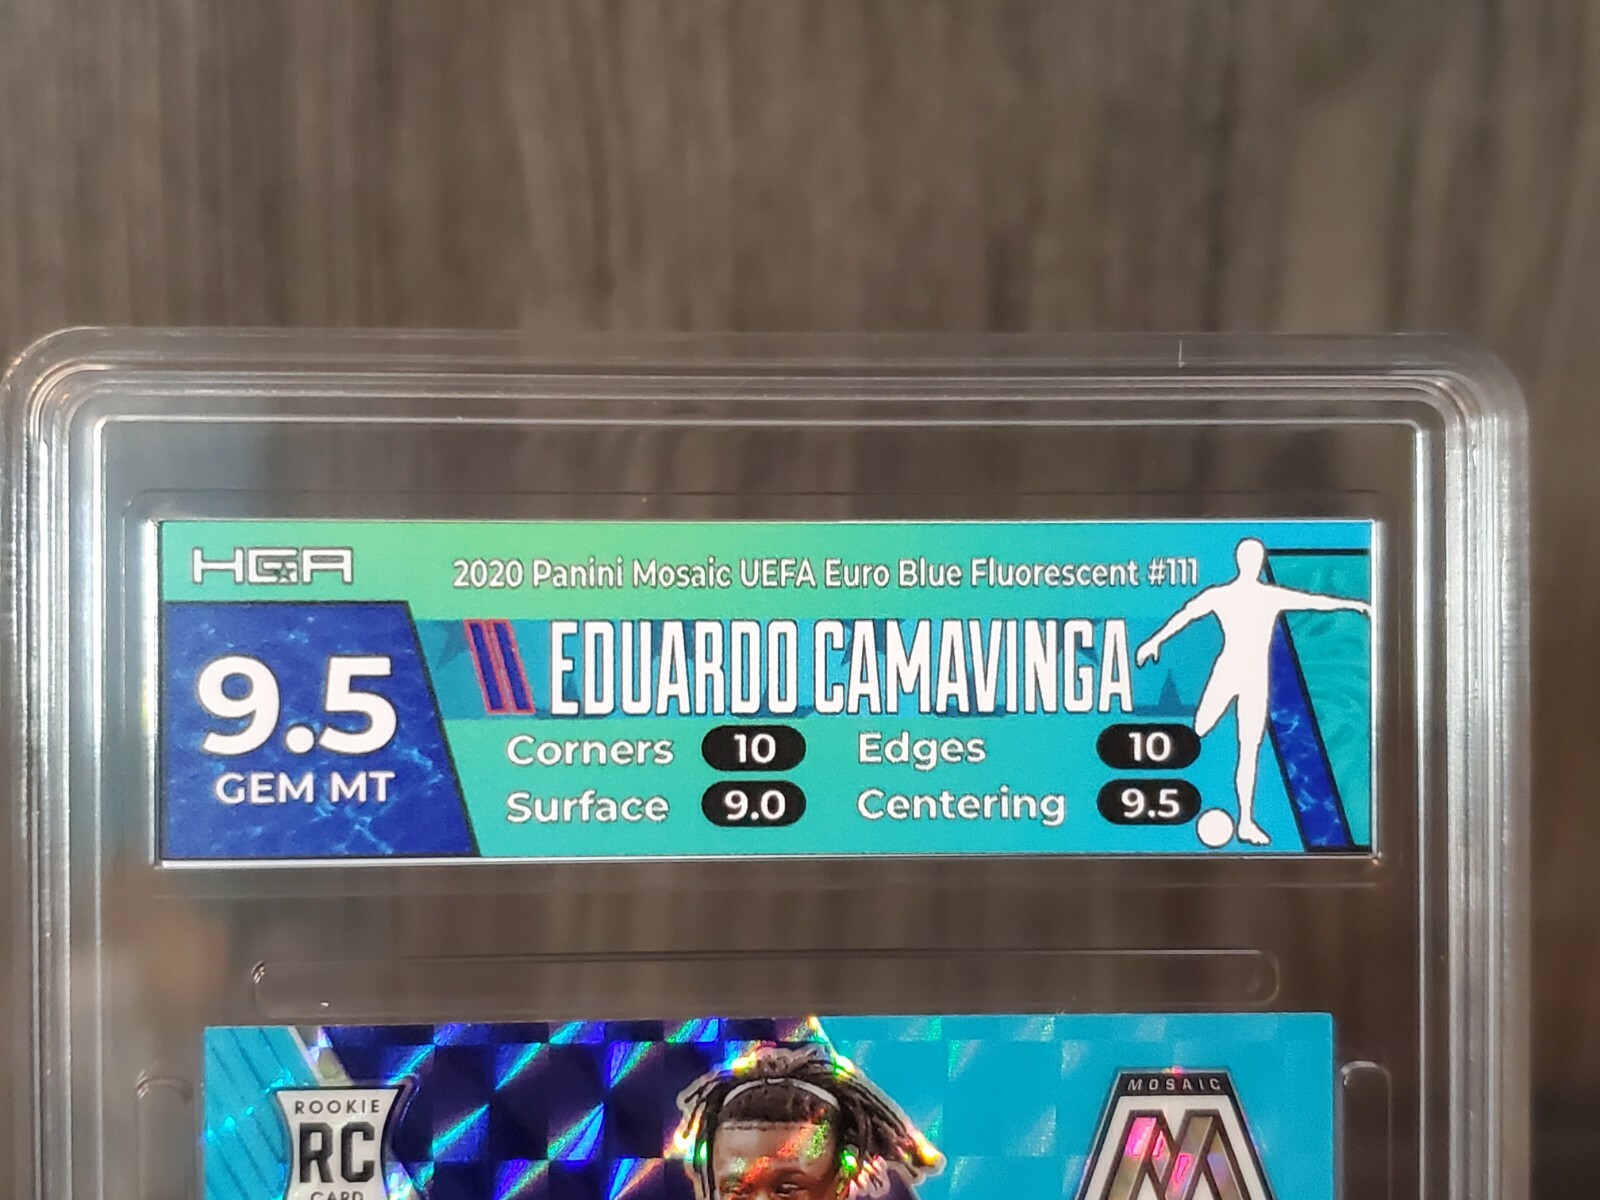 HGA
2020 Panini Mosaic UEFA Euro Blue Fluorescent #111
EDUARDO CAMAVINGA
9.5
GEM MT
Corners 10 Edges 10
Surface 9.0 Centering 9.5
ROOKIE
RC
CARD
MOSAIC
M